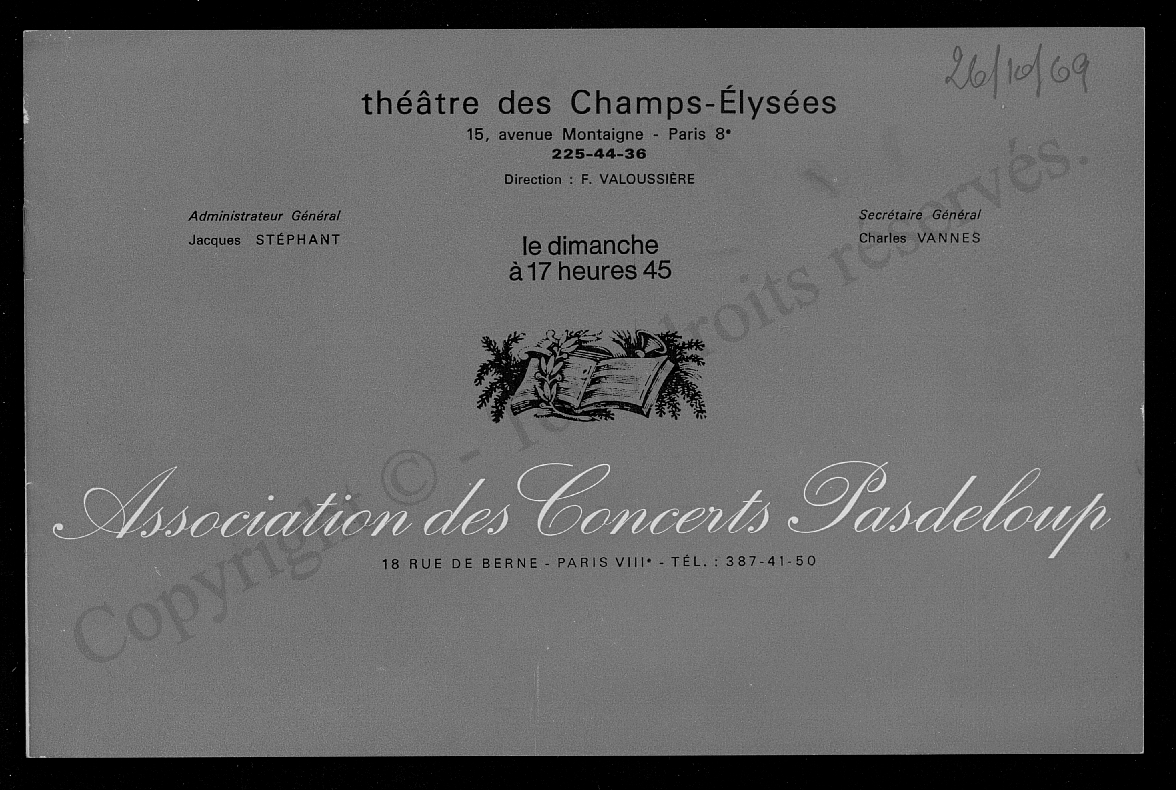 26/10/69
théâtre des Champs-Élysées
15, avenue Montaigne - Paris 8e
225-44-36
Direction : F. VALOUSSIÈRE
Administrateur Général
Jacques STÉPHANT
Secrétaire Général
Charles VANNES
le dimanche
à 17 heures 45
Association des Concerts Pasdeloup
18 RUE DE BERNE - PARIS VIIIe - TÉL. : 387-41-50
Copyright © - Tous droits réservés.